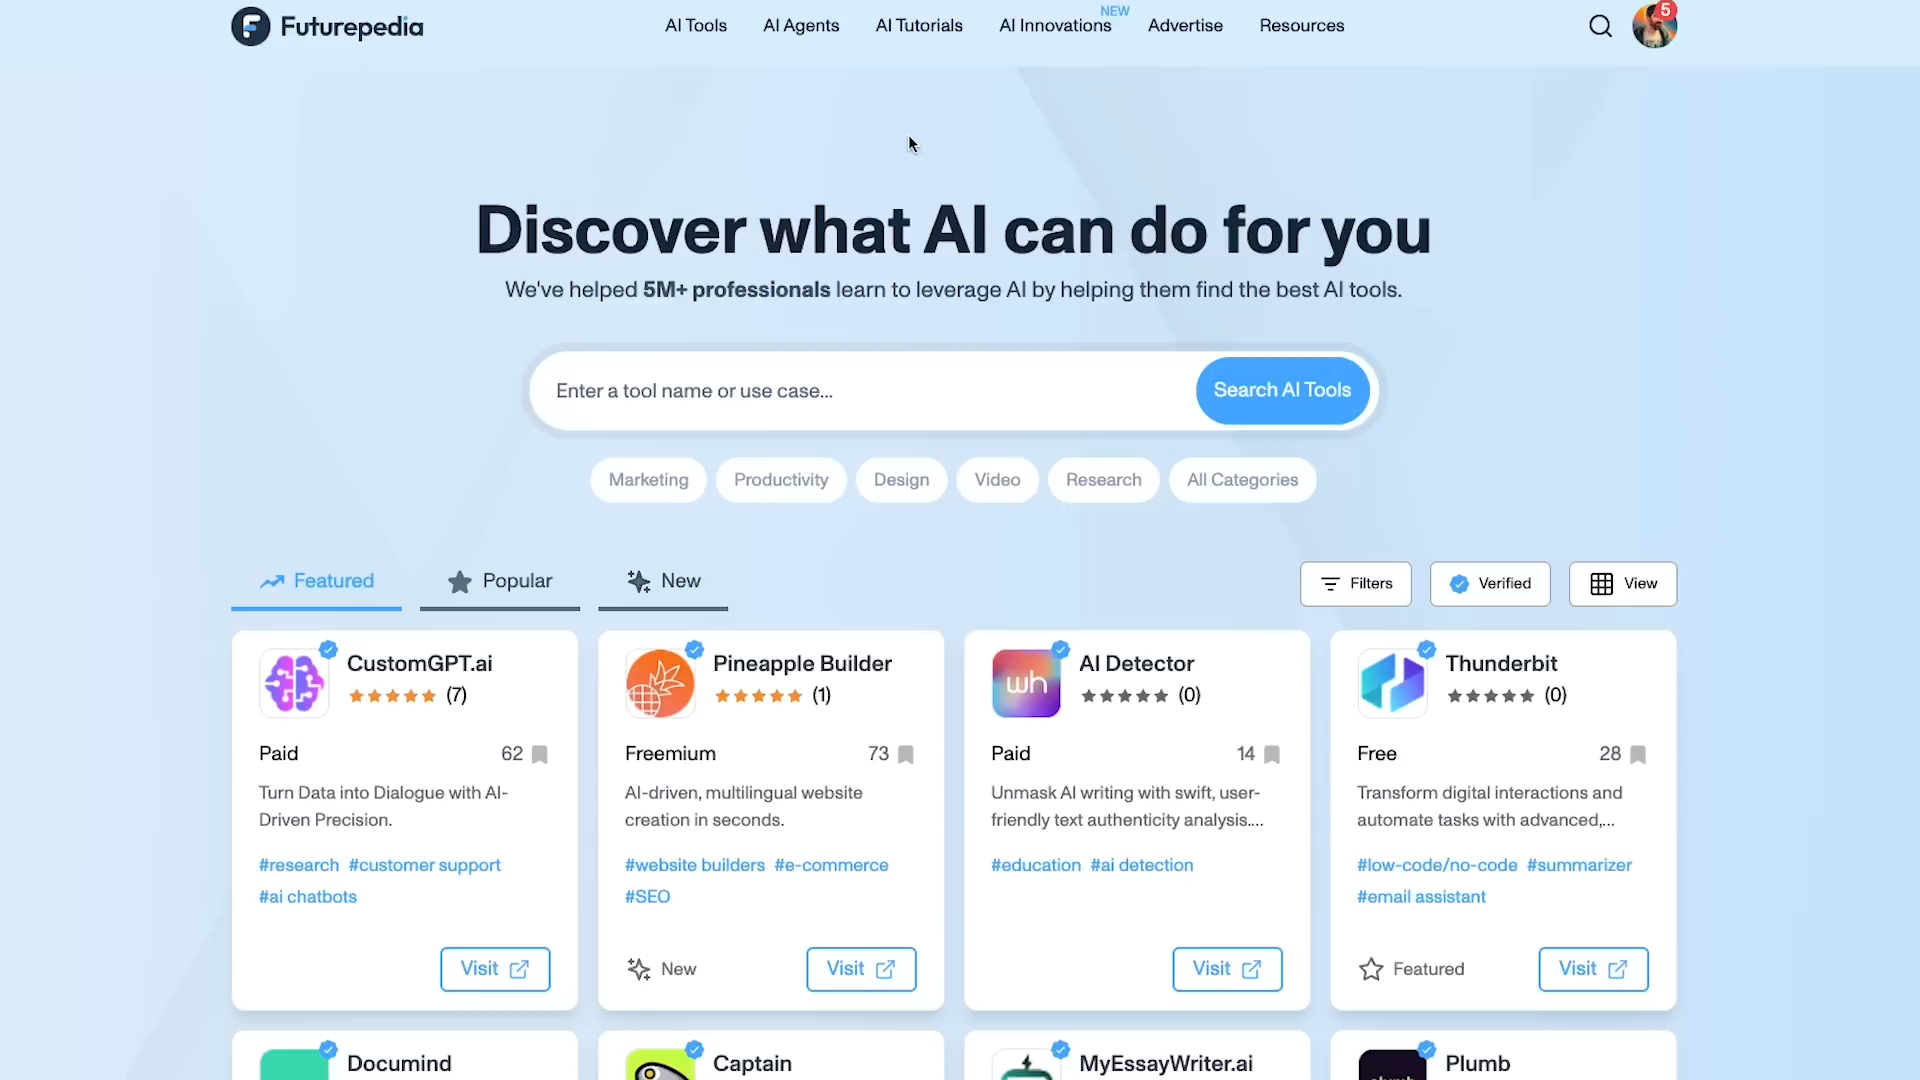 Futurepedia
AI Tools
AI Agents
AI Tutorials
AI Innovations
NEW
Advertise
Resources
5
Discover what AI can do for you
We've helped 5M+ professionals learn to leverage AI by helping them find the best AI tools.
Enter a tool name or use case...
Search AI Tools
Marketing
Productivity
Design
Video
Research
All Categories
Featured
Popular
New
Filters
Verified
View
CustomGPT.ai
(7)
Paid
62
Turn Data into Dialogue with AI-
Driven Precision.
#research #customer support
#ai chatbots
Visit
Pineapple Builder
(1)
Freemium
73
AI-driven, multilingual website
creation in seconds.
#website builders #e-commerce
#SEO
New
Visit
wh
AI Detector
(0)
Paid
14
Unmask AI writing with swift, user-
friendly text authenticity analysis....
#education #ai detection
Visit
Thunderbit
(0)
Free
28
Transform digital interactions and
automate tasks with advanced,...
#low-code/no-code #summarizer
#email assistant
Featured
Visit
Documind
Captain
MyEssayWriter.ai
Plumb